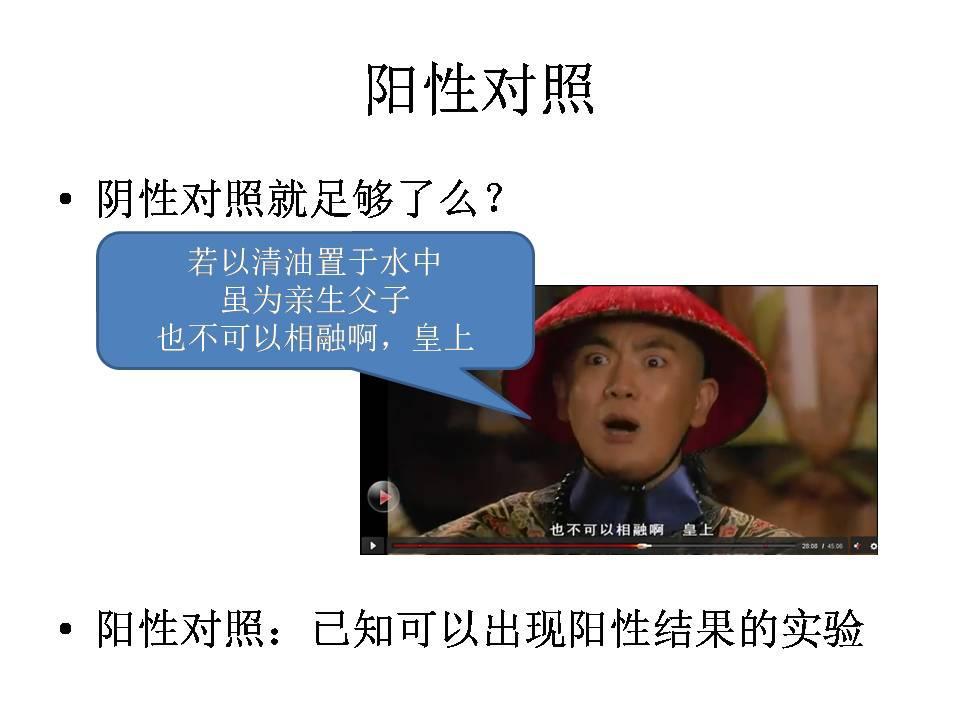 阳性对照
• 阴性对照就足够了么？
若以清油置于水中
虽为亲生父子
也不可以相融啊，皇上
也不可以相融啊 皇上
28:08 / 45:06
• 阳性对照：已知可以出现阳性结果的实验